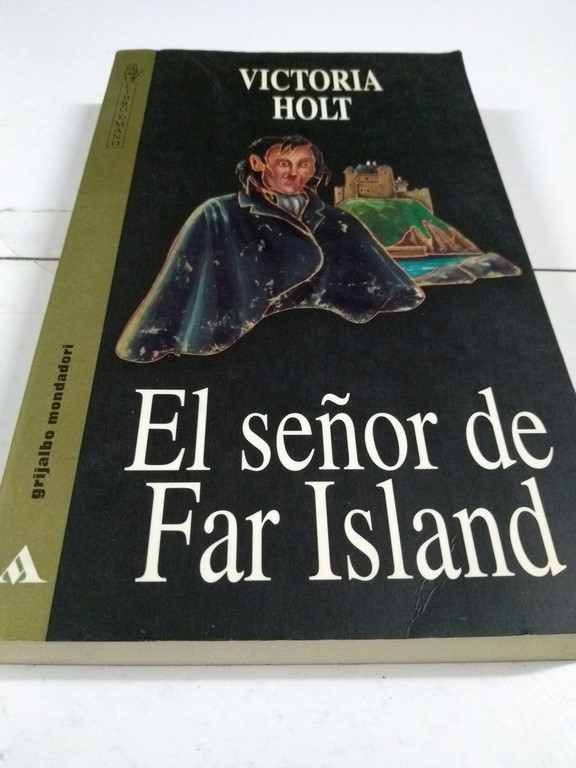 VICTORIA
HOLT
El señor de
Far Island
grijalbo mondadori